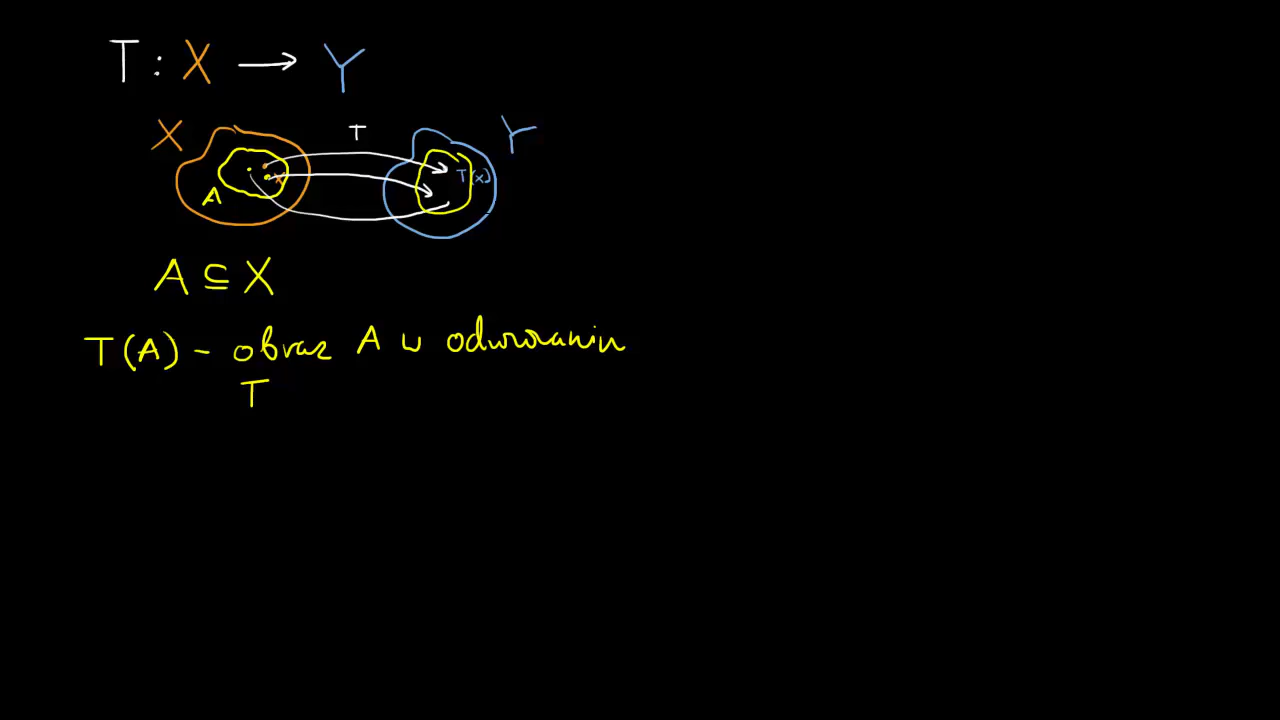 T : X → Y
X T Y
A x T(x)
A ⊆ X
T(A) - obraz A w odwzorowaniu
T